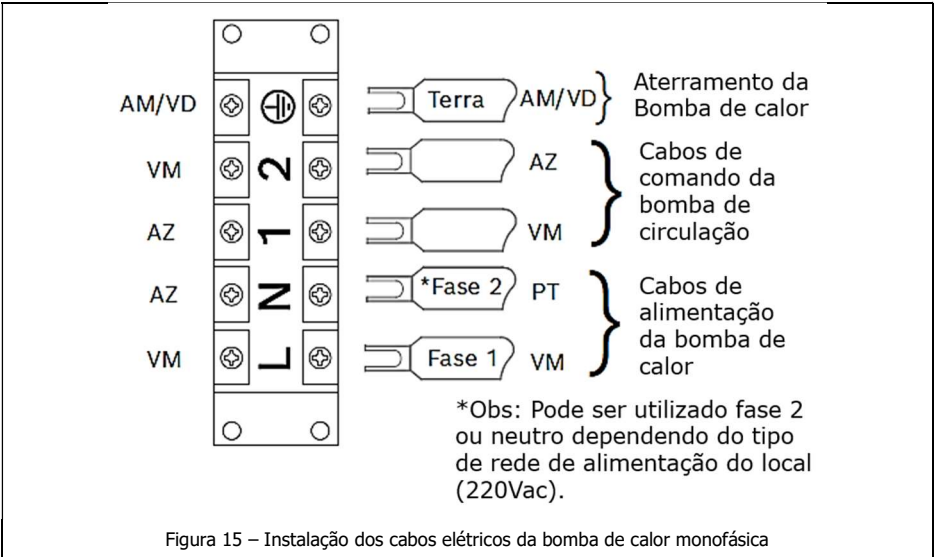 AM/VD Terra AM/VD Aterramento da
Bomba de calor
VM 2 AZ Cabos de
comando da
bomba de
AZ 1 VM circulação
AZ N *Fase 2 PT Cabos de
alimentação
da bomba de
VM L Fase 1 VM calor
*Obs: Pode ser utilizado fase 2
ou neutro dependendo do tipo
de rede de alimentação do local
(220Vac).
Figura 15 – Instalação dos cabos elétricos da bomba de calor monofásica